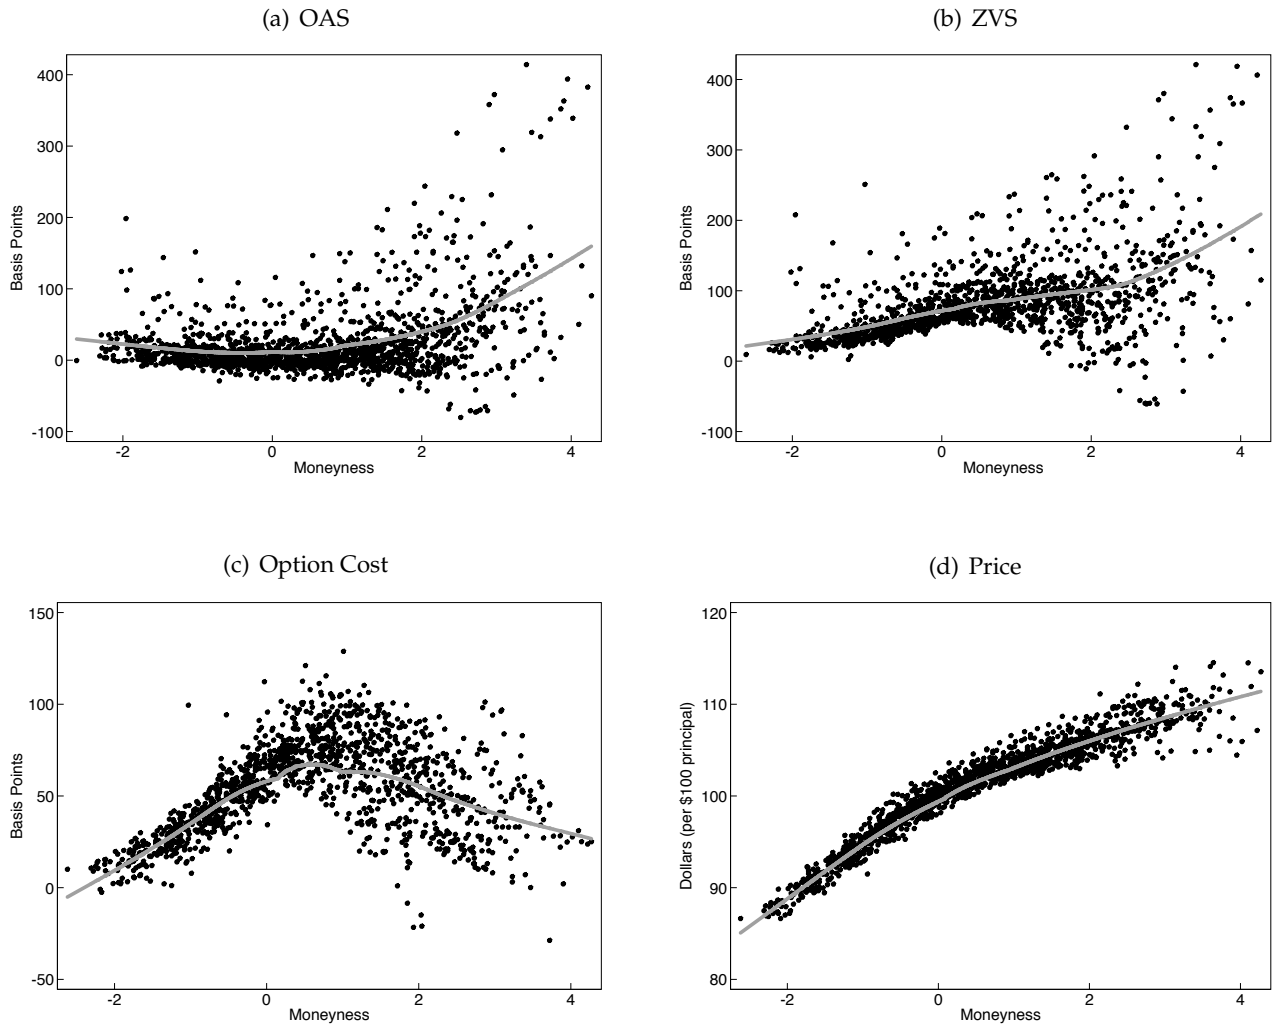 (a) OAS
400
300
200
100
0
-100
Basis Points
-2 0 2 4
Moneyness
(b) ZVS
400
300
200
100
0
-100
Basis Points
-2 0 2 4
Moneyness
(c) Option Cost
150
100
50
0
-50
Basis Points
-2 0 2 4
Moneyness
(d) Price
120
110
100
90
80
Dollars (per $100 principal)
-2 0 2 4
Moneyness